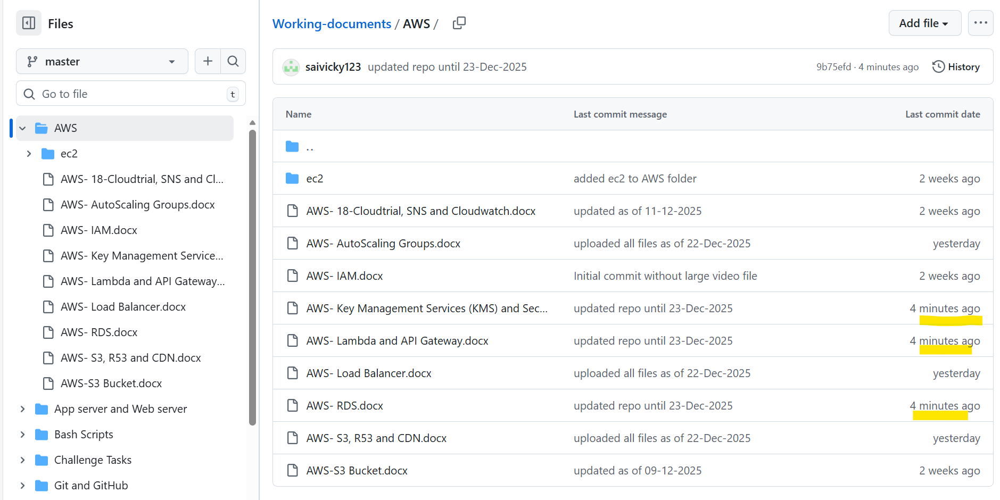 Files
master
Go to file
t
AWS
ec2
AWS- 18-Cloudtrial, SNS and Cl...
AWS- AutoScaling Groups.docx
AWS- IAM.docx
AWS- Key Management Service...
AWS- Lambda and API Gateway...
AWS- Load Balancer.docx
AWS- RDS.docx
AWS- S3, R53 and CDN.docx
AWS-S3 Bucket.docx
App server and Web server
Bash Scripts
Challenge Tasks
Git and GitHub
Working-documents / AWS /
Add file
saivicky123 updated repo until 23-Dec-2025 9b75efd · 4 minutes ago History
Name Last commit message Last commit date
..
ec2 added ec2 to AWS folder 2 weeks ago
AWS- 18-Cloudtrial, SNS and Cloudwatch.docx updated as of 11-12-2025 2 weeks ago
AWS- AutoScaling Groups.docx uploaded all files as of 22-Dec-2025 yesterday
AWS- IAM.docx Initial commit without large video file 2 weeks ago
AWS- Key Management Services (KMS) and Sec... updated repo until 23-Dec-2025 4 minutes ago
AWS- Lambda and API Gateway.docx updated repo until 23-Dec-2025 4 minutes ago
AWS- Load Balancer.docx uploaded all files as of 22-Dec-2025 yesterday
AWS- RDS.docx updated repo until 23-Dec-2025 4 minutes ago
AWS- S3, R53 and CDN.docx uploaded all files as of 22-Dec-2025 yesterday
AWS-S3 Bucket.docx updated as of 09-12-2025 2 weeks ago